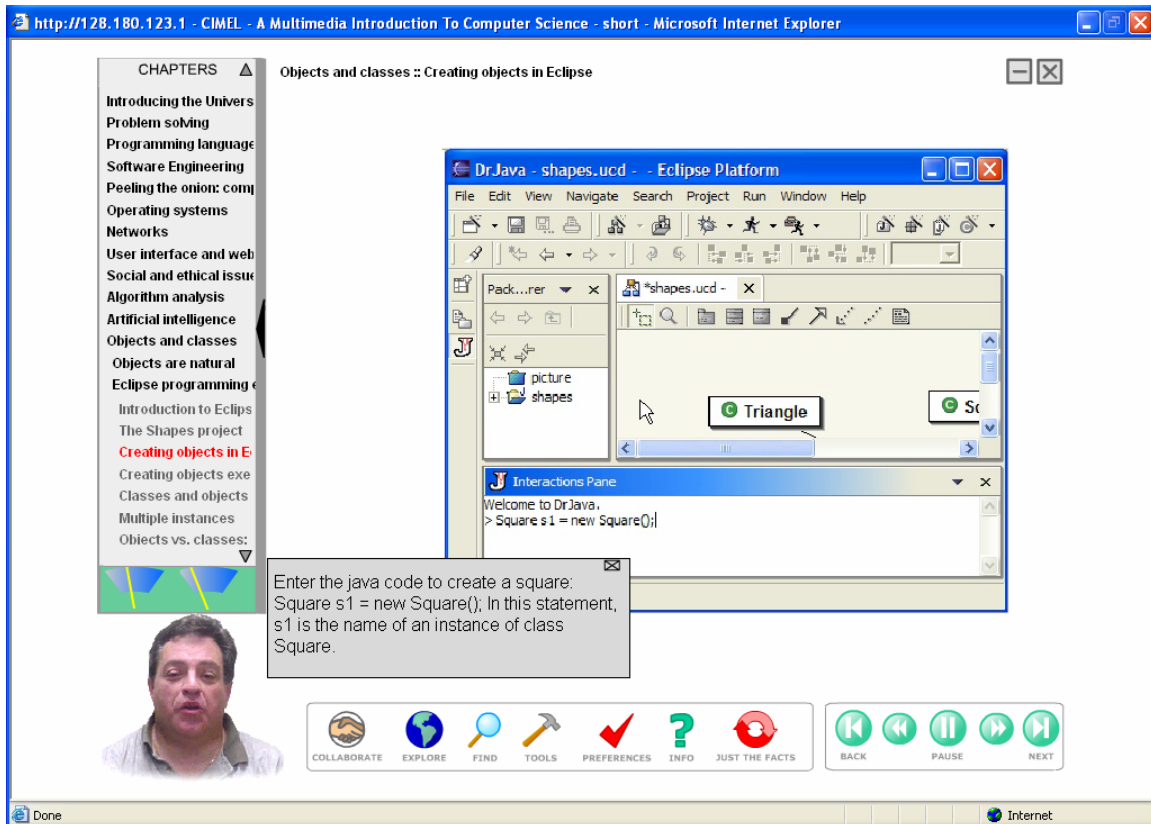 http://128.180.123.1 - CIMEL - A Multimedia Introduction To Computer Science - short - Microsoft Internet Explorer
CHAPTERS
Introducing the Univers
Problem solving
Programming language
Software Engineering
Peeling the onion: comp
Operating systems
Networks
User interface and web
Social and ethical issue
Algorithm analysis
Artificial intelligence
Objects and classes
Objects are natural
Eclipse programming e
Introduction to Eclips
The Shapes project
Creating objects in Ec
Creating objects exe
Classes and objects
Multiple instances
Objects vs. classes:
Objects and classes :: Creating objects in Eclipse
DrJava - shapes.ucd - - Eclipse Platform
File Edit View Navigate Search Project Run Window Help
Pack...rer
*shapes.ucd -
picture
shapes
C Triangle
C Sq
Interactions Pane
Welcome to DrJava.
> Square s1 = new Square();
Enter the java code to create a square:
Square s1 = new Square(); In this statement,
s1 is the name of an instance of class
Square.
COLLABORATE EXPLORE FIND TOOLS PREFERENCES INFO JUST THE FACTS
BACK PAUSE NEXT
Done
Internet